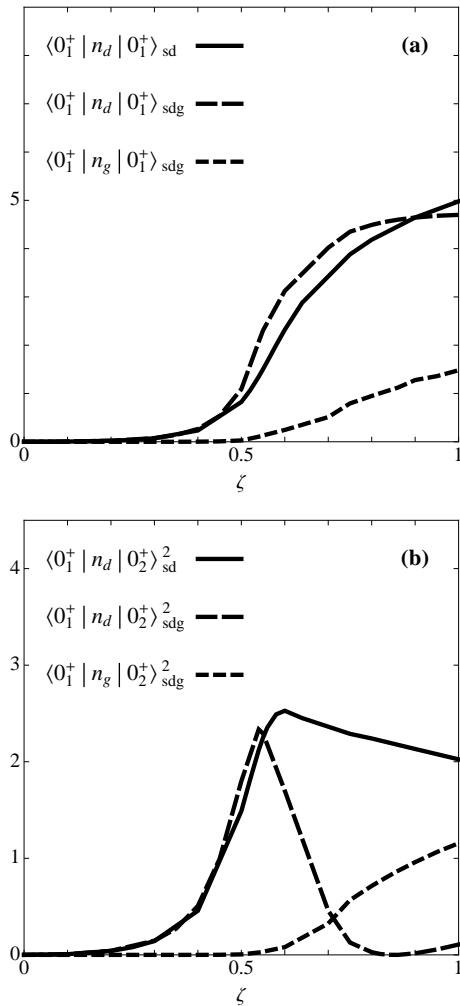 ⟨0₁⁺ | n_d | 0₁⁺⟩_sd (a)
⟨0₁⁺ | n_d | 0₁⁺⟩_sdg
⟨0₁⁺ | n_g | 0₁⁺⟩_sdg
5
0
0 0.5 1
ζ
4
⟨0₁⁺ | n_d | 0₂⁺⟩²_sd (b)
⟨0₁⁺ | n_d | 0₂⁺⟩²_sdg
3
⟨0₁⁺ | n_g | 0₂⁺⟩²_sdg
2
1
0
0 0.5 1
ζ